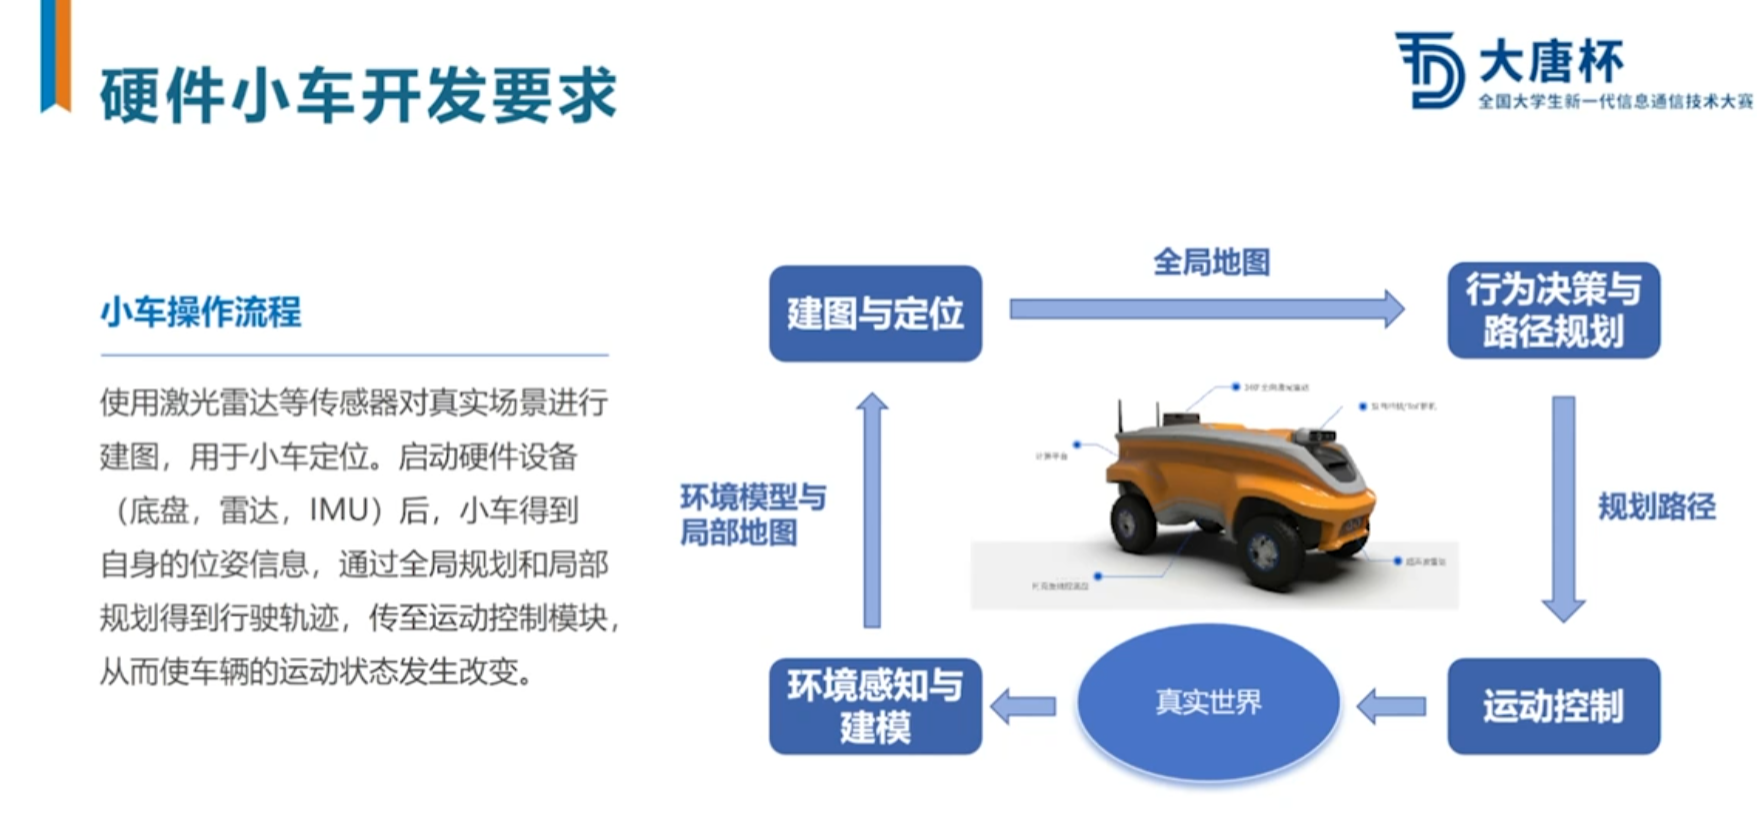 硬件小车开发要求
大唐杯
全国大学生新一代信息通信技术大赛
小车操作流程
使用激光雷达等传感器对真实场景进行
建图，用于小车定位。启动硬件设备
（底盘，雷达，IMU）后，小车得到
自身的位姿信息，通过全局规划和局部
规划得到行驶轨迹，传至运动控制模块，
从而使车辆的运动状态发生改变。
建图与定位
全局地图
行为决策与
路径规划
计算平台
环境模型与
局部地图
规划路径
环境感知与
建模
真实世界
运动控制